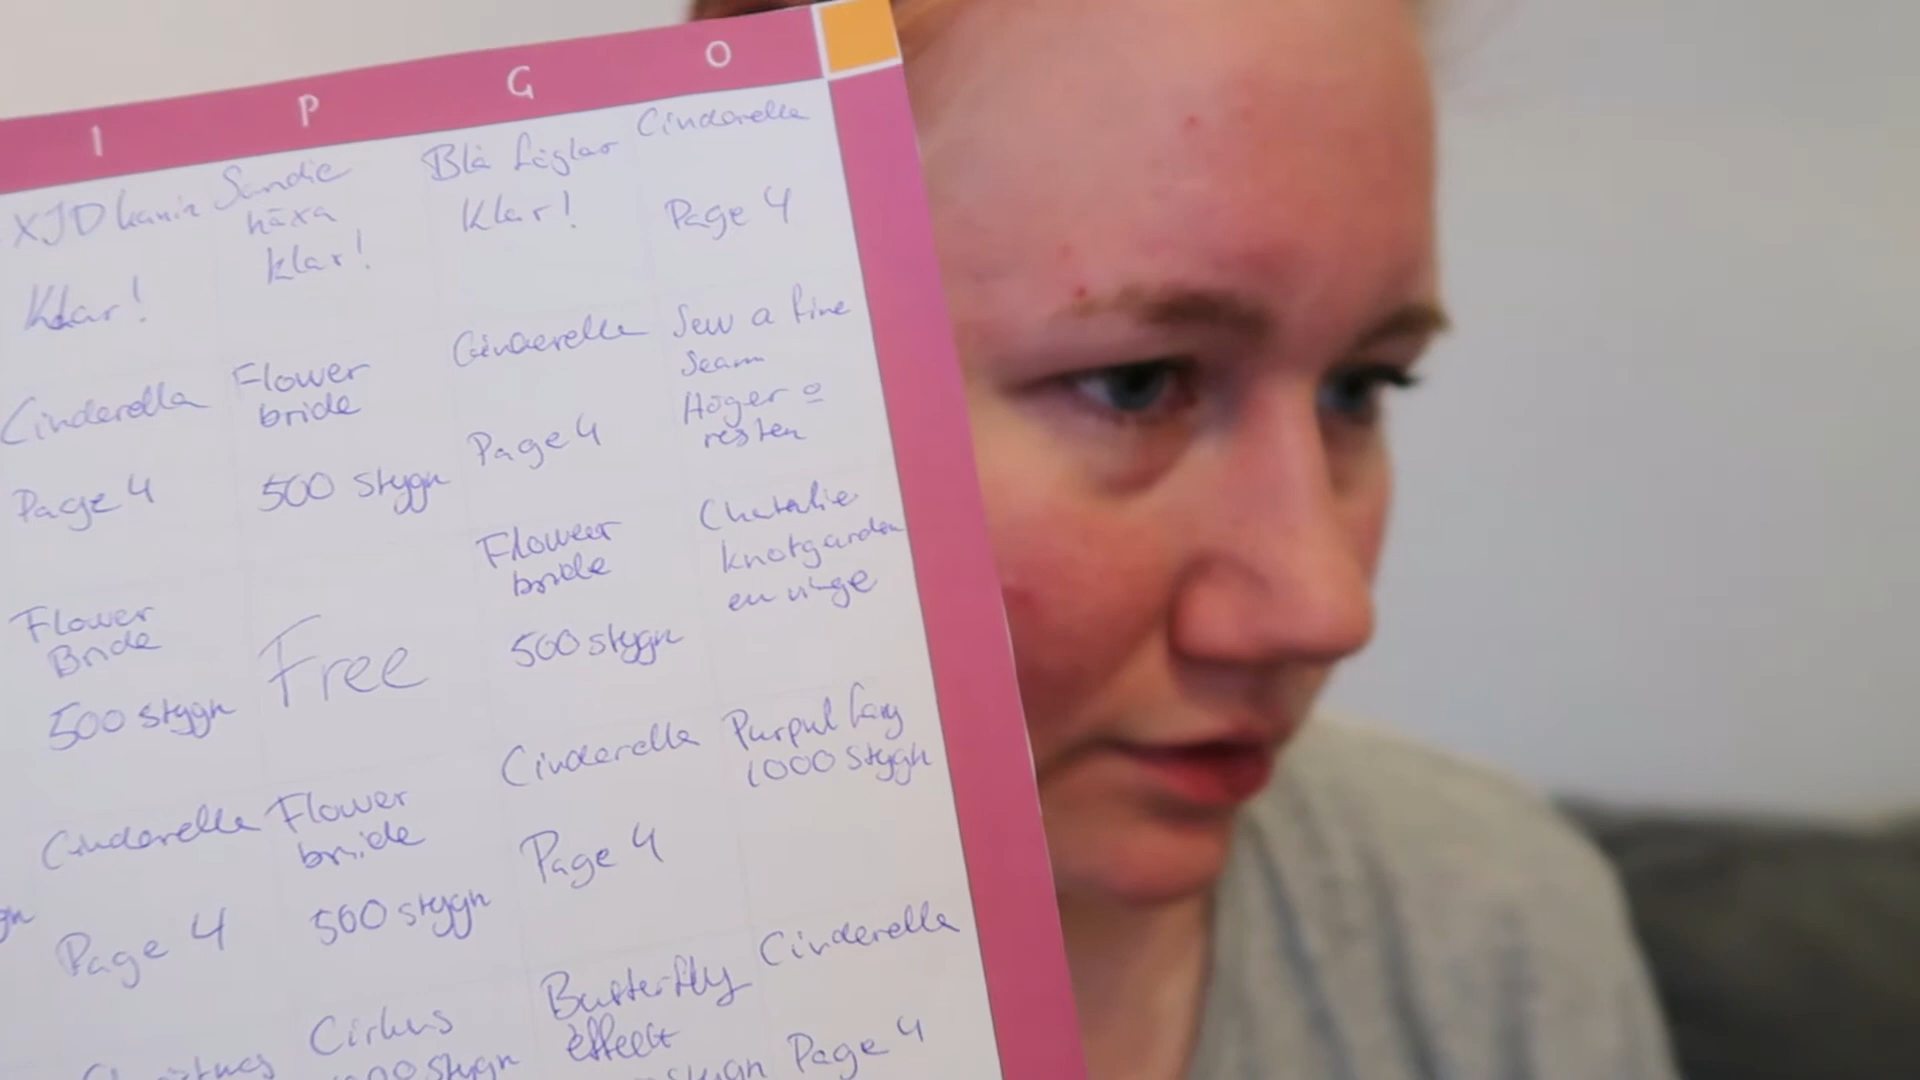 I P G O
XJD kanin
Klar!
Sandie
häxa
klar!
Blå fåglar
Klar!
Cinderella
Page 4
Cinderella
Page 4
Flower
bride
500 stygn
Cinderella
Page 4
Sew a fine
Seam
Höger o
resten
Flower
Bride
500 stygn
Free
Flower
bride
500 stygn
Chatalie
knotgarden
en vinge
Cinderella
Page 4
Flower
bride
500 stygn
Cinderella
Page 4
Purpul färg
1000 stygn
Cirkus
stygn
Butterfly
effect
stygn
Cinderella
Page 4